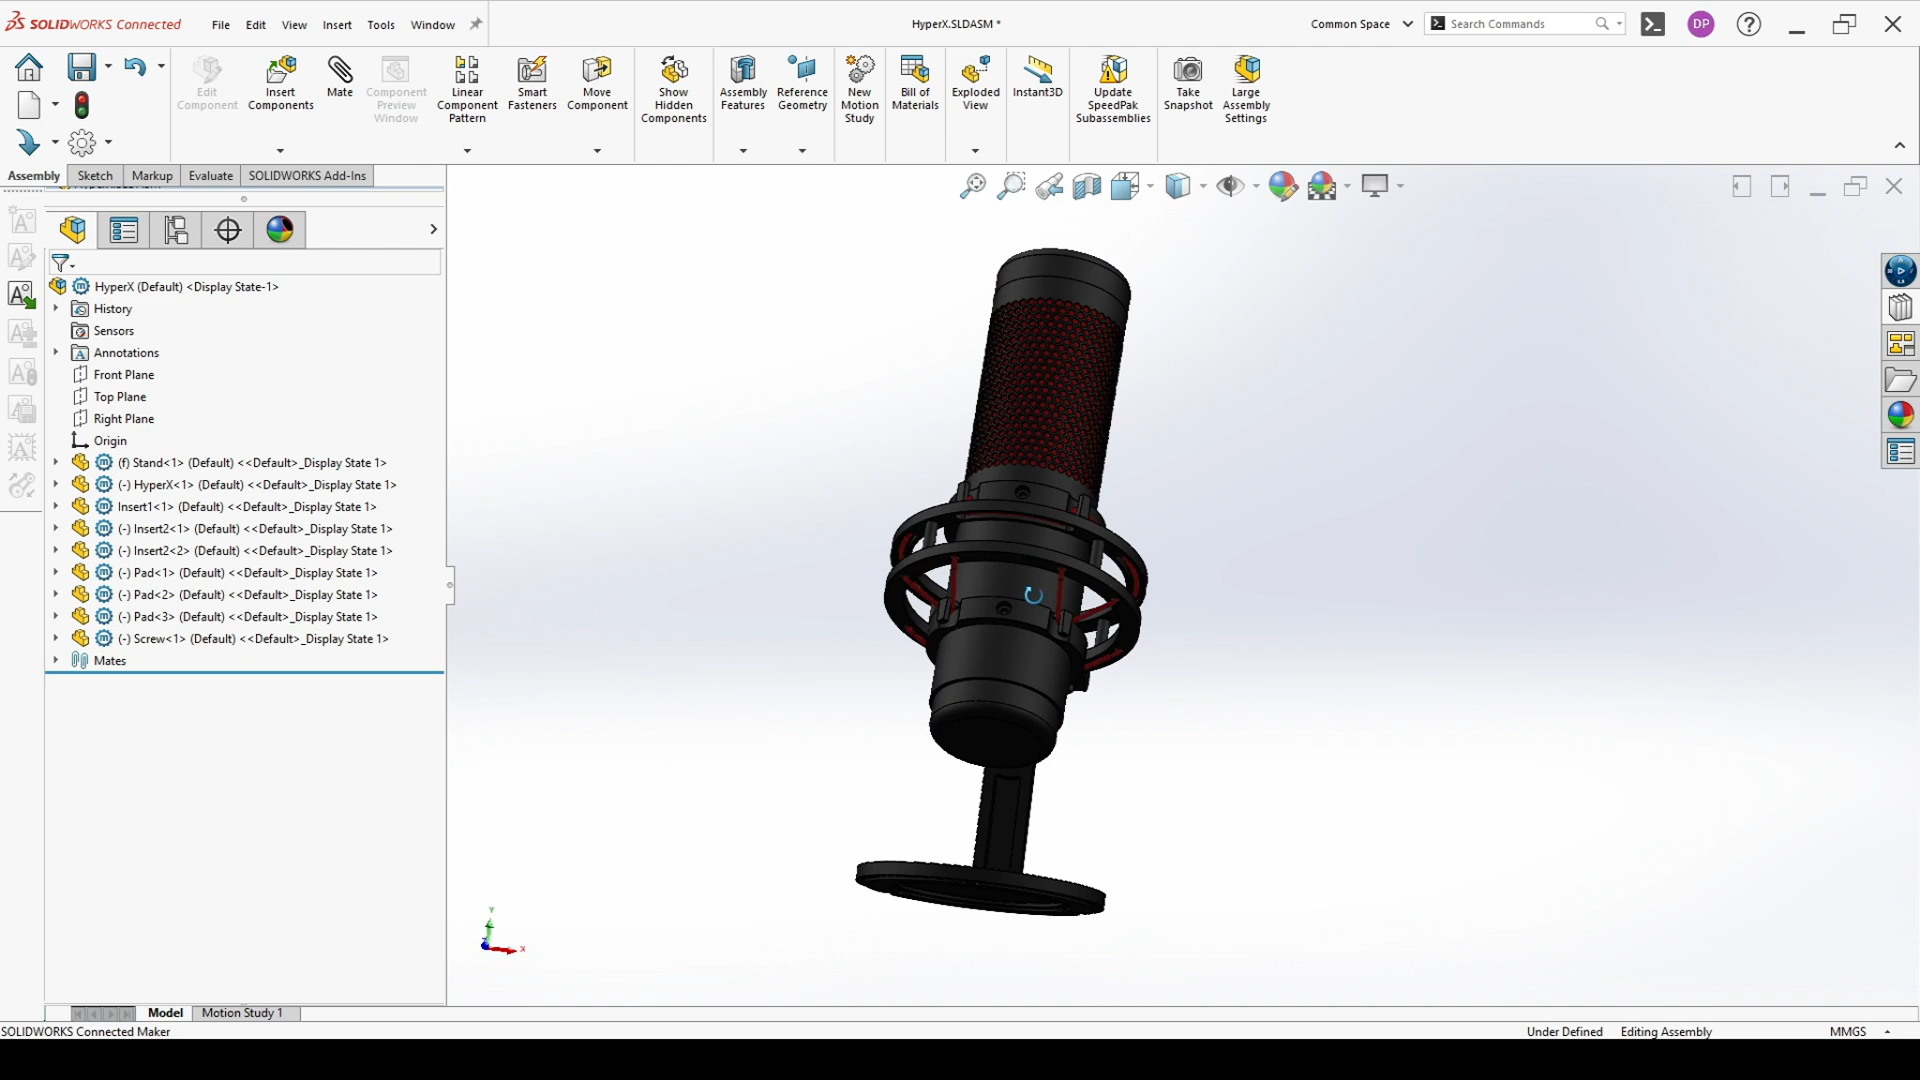 SOLIDWORKS Connected
File Edit View Insert Tools Window
HyperX.SLDASM *
Common Space
Search Commands
DP
Edit Component
Insert Components
Mate
Component Preview Window
Linear Component Pattern
Smart Fasteners
Move Component
Show Hidden Components
Assembly Features
Reference Geometry
New Motion Study
Bill of Materials
Exploded View
Instant3D
Update SpeedPak Subassemblies
Take Snapshot
Large Assembly Settings
Assembly Sketch Markup Evaluate SOLIDWORKS Add-Ins
HyperX (Default) <Display State-1>
History
Sensors
Annotations
Front Plane
Top Plane
Right Plane
Origin
(f) Stand<1> (Default) <<Default>_Display State 1>
(-) HyperX<1> (Default) <<Default>_Display State 1>
Insert1<1> (Default) <<Default>_Display State 1>
(-) Insert2<1> (Default) <<Default>_Display State 1>
(-) Insert2<2> (Default) <<Default>_Display State 1>
(-) Pad<1> (Default) <<Default>_Display State 1>
(-) Pad<2> (Default) <<Default>_Display State 1>
(-) Pad<3> (Default) <<Default>_Display State 1>
(-) Screw<1> (Default) <<Default>_Display State 1>
Mates
Y
X
Model Motion Study 1
SOLIDWORKS Connected Maker
Under Defined Editing Assembly MMGS